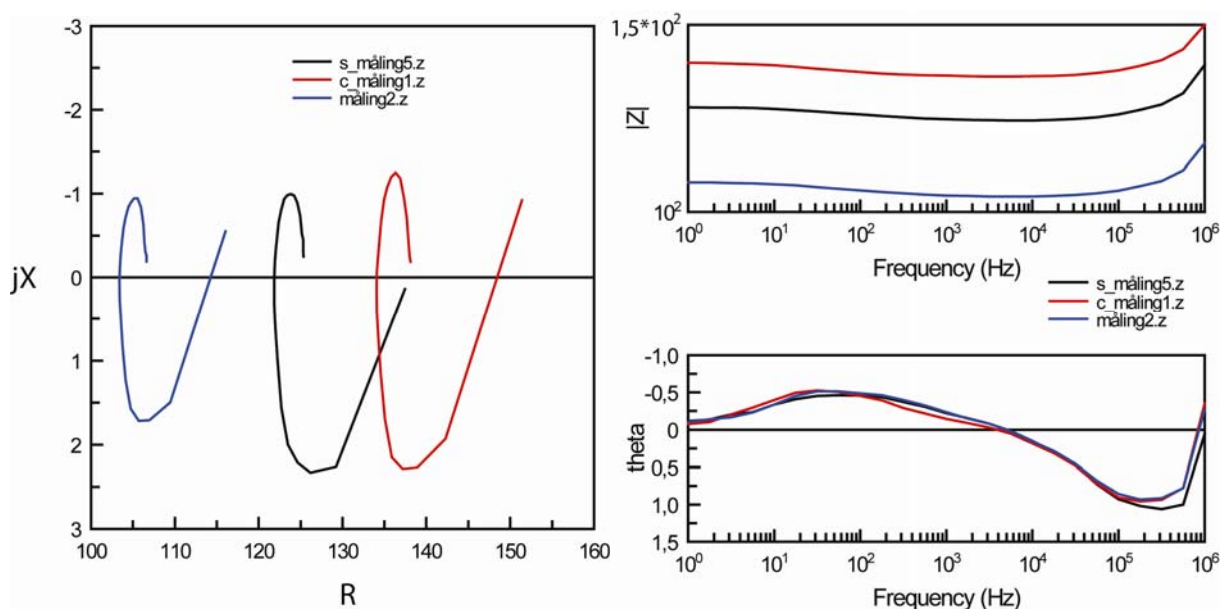 -3
-2
-1
jX 0
1
2
3
100 110 120 130 140 150 160
R
s_måling5.z
c_måling1.z
måling2.z
1,5*10²
|Z|
10²
10⁰ 10¹ 10² 10³ 10⁴ 10⁵ 10⁶
Frequency (Hz)
s_måling5.z
c_måling1.z
måling2.z
-1,0
-0,5
0
0,5
1,0
1,5
theta
10⁰ 10¹ 10² 10³ 10⁴ 10⁵ 10⁶
Frequency (Hz)